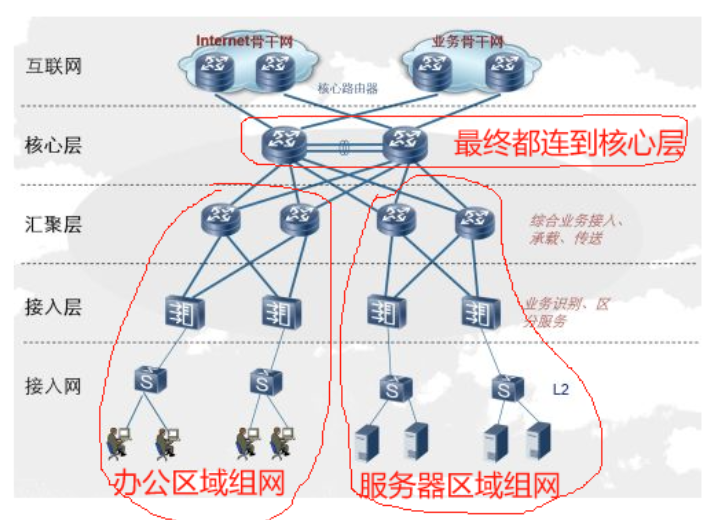 Internet骨干网
业务骨干网
互联网
核心路由器
核心层
最终都连到核心层
汇聚层
综合业务接入、
承载、传送
接入层
业务识别、区
分服务
接入网
S
S
S
S
L2
办公区域组网
服务器区域组网